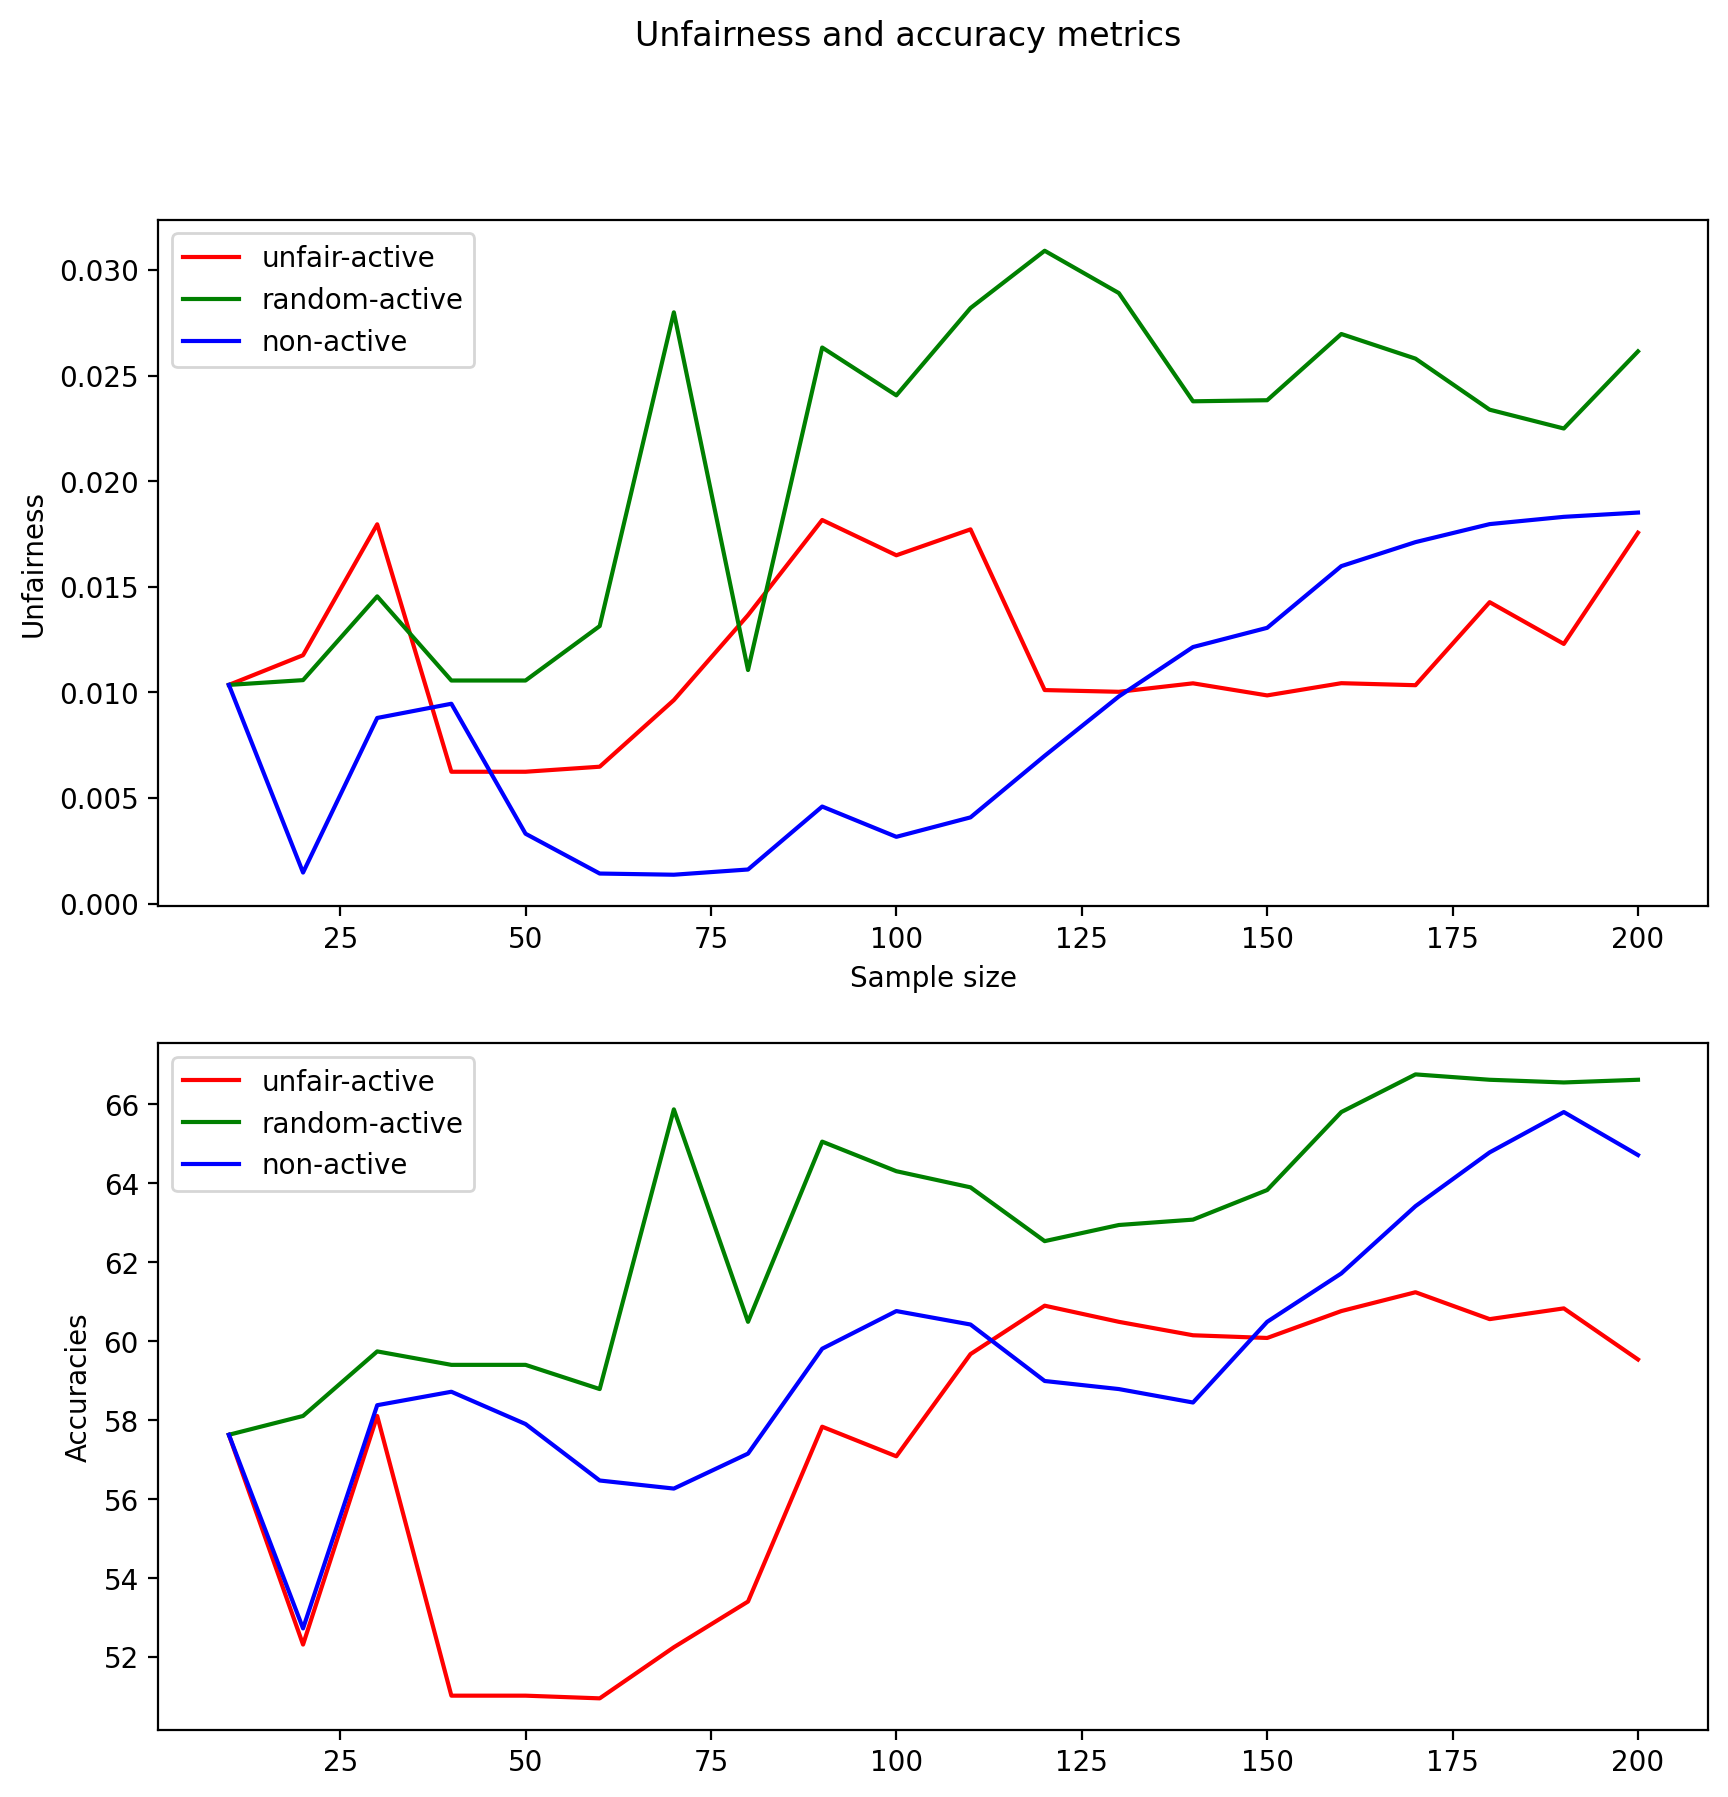 Unfairness and accuracy metrics
unfair-active
random-active
non-active
0.030
0.025
0.020
0.015
0.010
0.005
0.000
Unfairness
25 50 75 100 125 150 175 200
Sample size
unfair-active
random-active
non-active
66
64
62
60
58
56
54
52
Accuracies
25 50 75 100 125 150 175 200